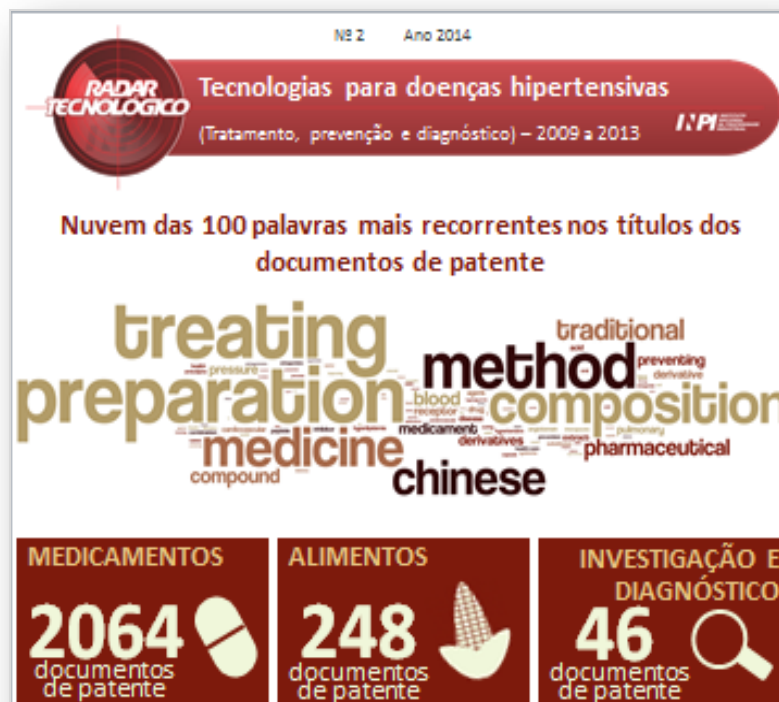 Nº 2 Ano 2014
RADAR
TECNOLÓGICO
Tecnologias para doenças hipertensivas
INPI
(Tratamento, prevenção e diagnóstico) – 2009 a 2013
Nuvem das 100 palavras mais recorrentes nos títulos dos
documentos de patente
treating
traditional
method
preventing
pressure
derivative
preparation
blood
composition
receptor
medicament
pulmonary
medicine
derivatives
pharmaceutical
compound
chinese
MEDICAMENTOS
2064
documentos
de patente
ALIMENTOS
248
documentos
de patente
INVESTIGAÇÃO E
DIAGNÓSTICO
46
documentos
de patente